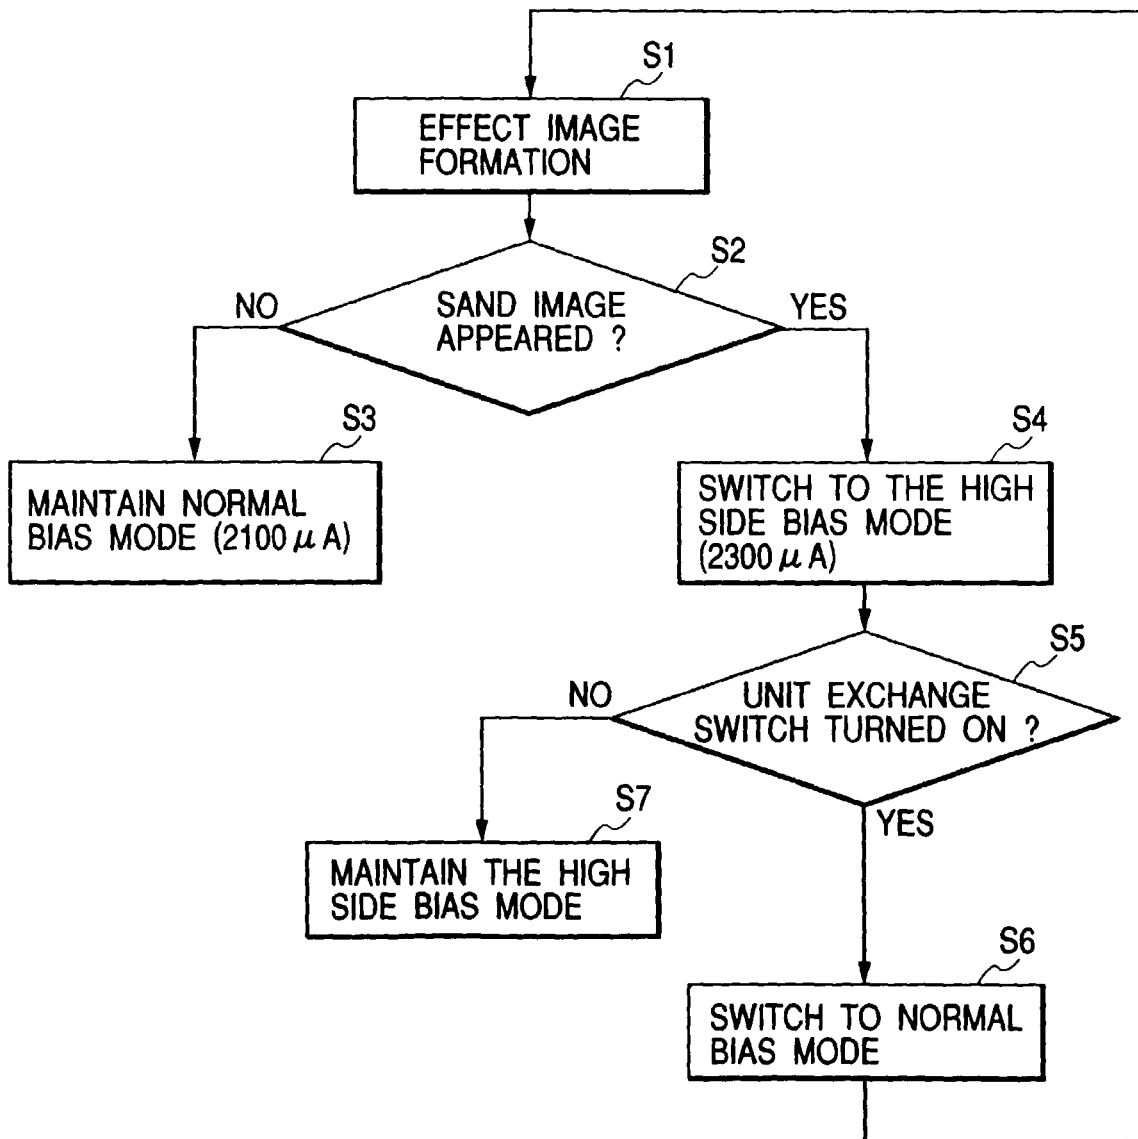 S1
EFFECT IMAGE
FORMATION
S2
NO
SAND IMAGE
APPEARED ?
YES
S3
MAINTAIN NORMAL
BIAS MODE (2100 μ A)
S4
SWITCH TO THE HIGH
SIDE BIAS MODE
(2300 μ A)
S5
NO
UNIT EXCHANGE
SWITCH TURNED ON ?
YES
S7
MAINTAIN THE HIGH
SIDE BIAS MODE
S6
SWITCH TO NORMAL
BIAS MODE